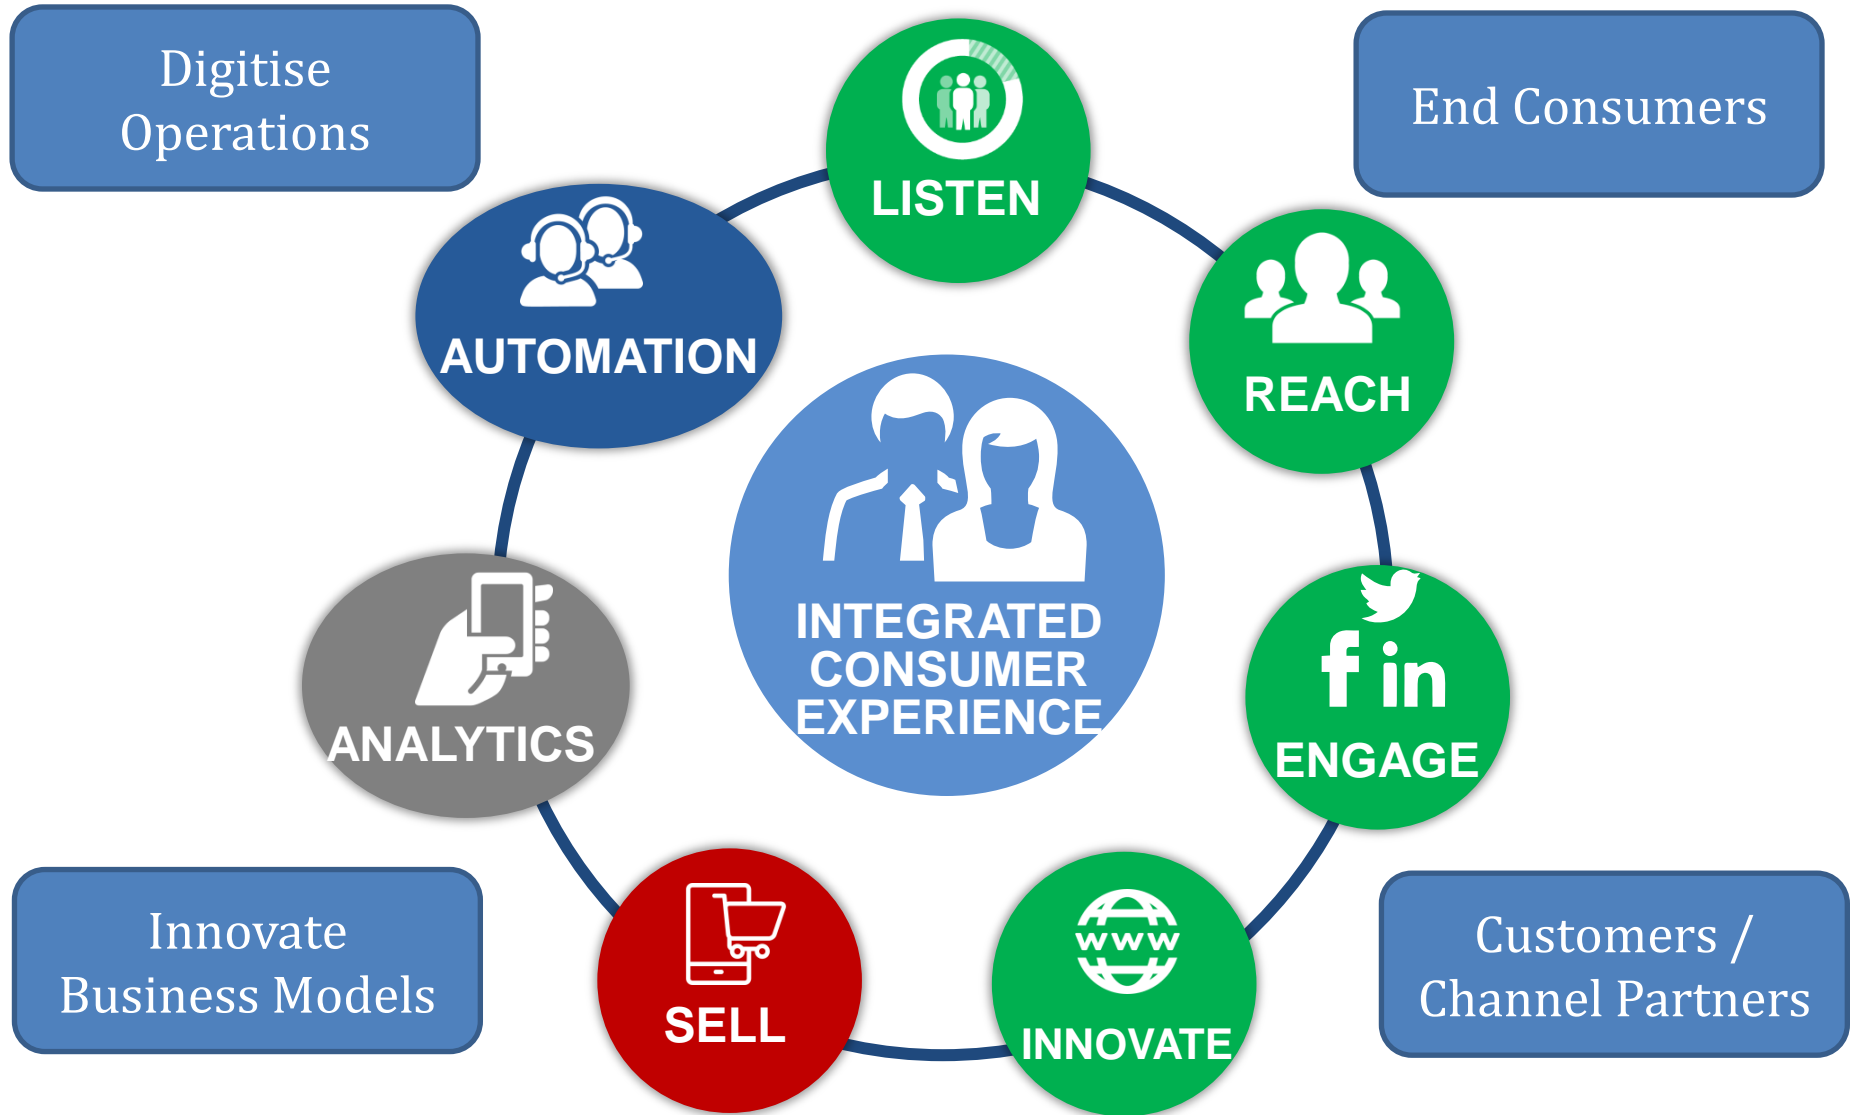 Digitise
Operations
End Consumers
LISTEN
REACH
AUTOMATION
INTEGRATED
CONSUMER
EXPERIENCE
f in
ENGAGE
ANALYTICS
www
INNOVATE
SELL
Innovate
Business Models
Customers /
Channel Partners